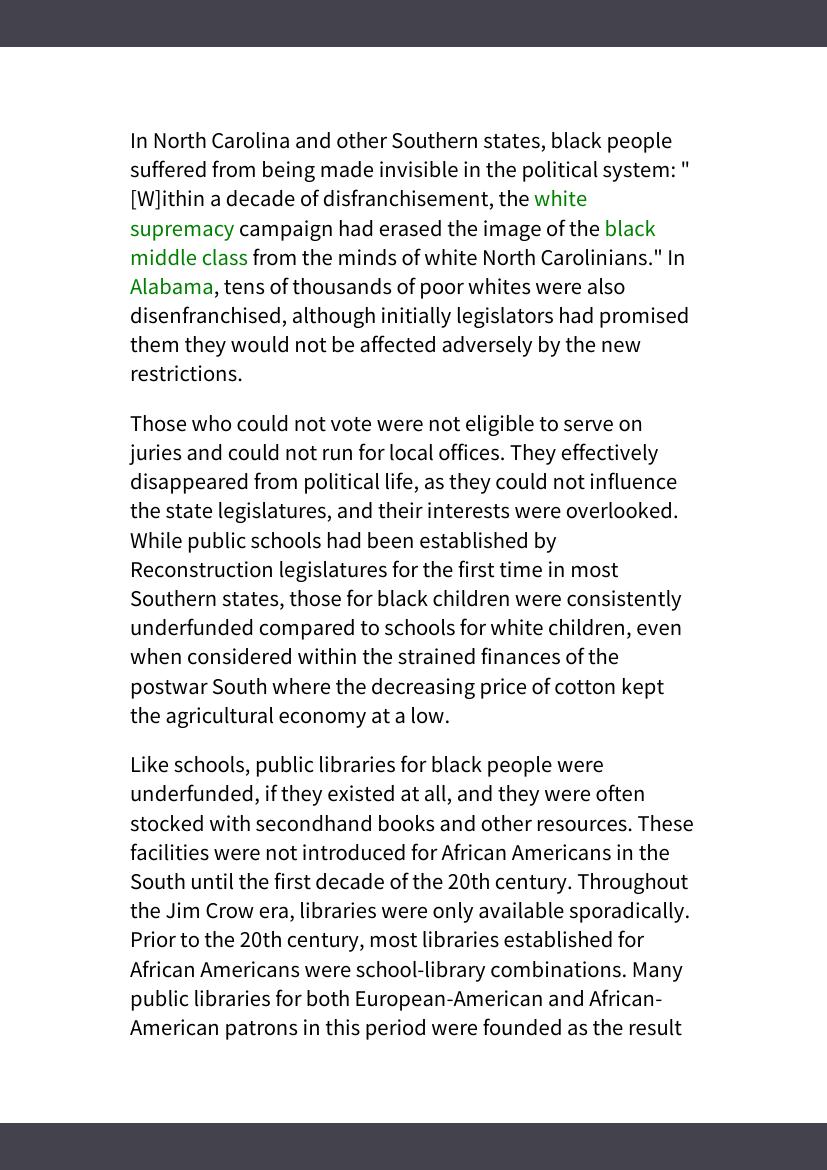 In North Carolina and other Southern states, black people
suffered from being made invisible in the political system: "
[W]ithin a decade of disfranchisement, the white
supremacy campaign had erased the image of the black
middle class from the minds of white North Carolinians." In
Alabama, tens of thousands of poor whites were also
disenfranchised, although initially legislators had promised
them they would not be affected adversely by the new
restrictions.
Those who could not vote were not eligible to serve on
juries and could not run for local offices. They effectively
disappeared from political life, as they could not influence
the state legislatures, and their interests were overlooked.
While public schools had been established by
Reconstruction legislatures for the first time in most
Southern states, those for black children were consistently
underfunded compared to schools for white children, even
when considered within the strained finances of the
postwar South where the decreasing price of cotton kept
the agricultural economy at a low.
Like schools, public libraries for black people were
underfunded, if they existed at all, and they were often
stocked with secondhand books and other resources. These
facilities were not introduced for African Americans in the
South until the first decade of the 20th century. Throughout
the Jim Crow era, libraries were only available sporadically.
Prior to the 20th century, most libraries established for
African Americans were school-library combinations. Many
public libraries for both European-American and African-
American patrons in this period were founded as the result